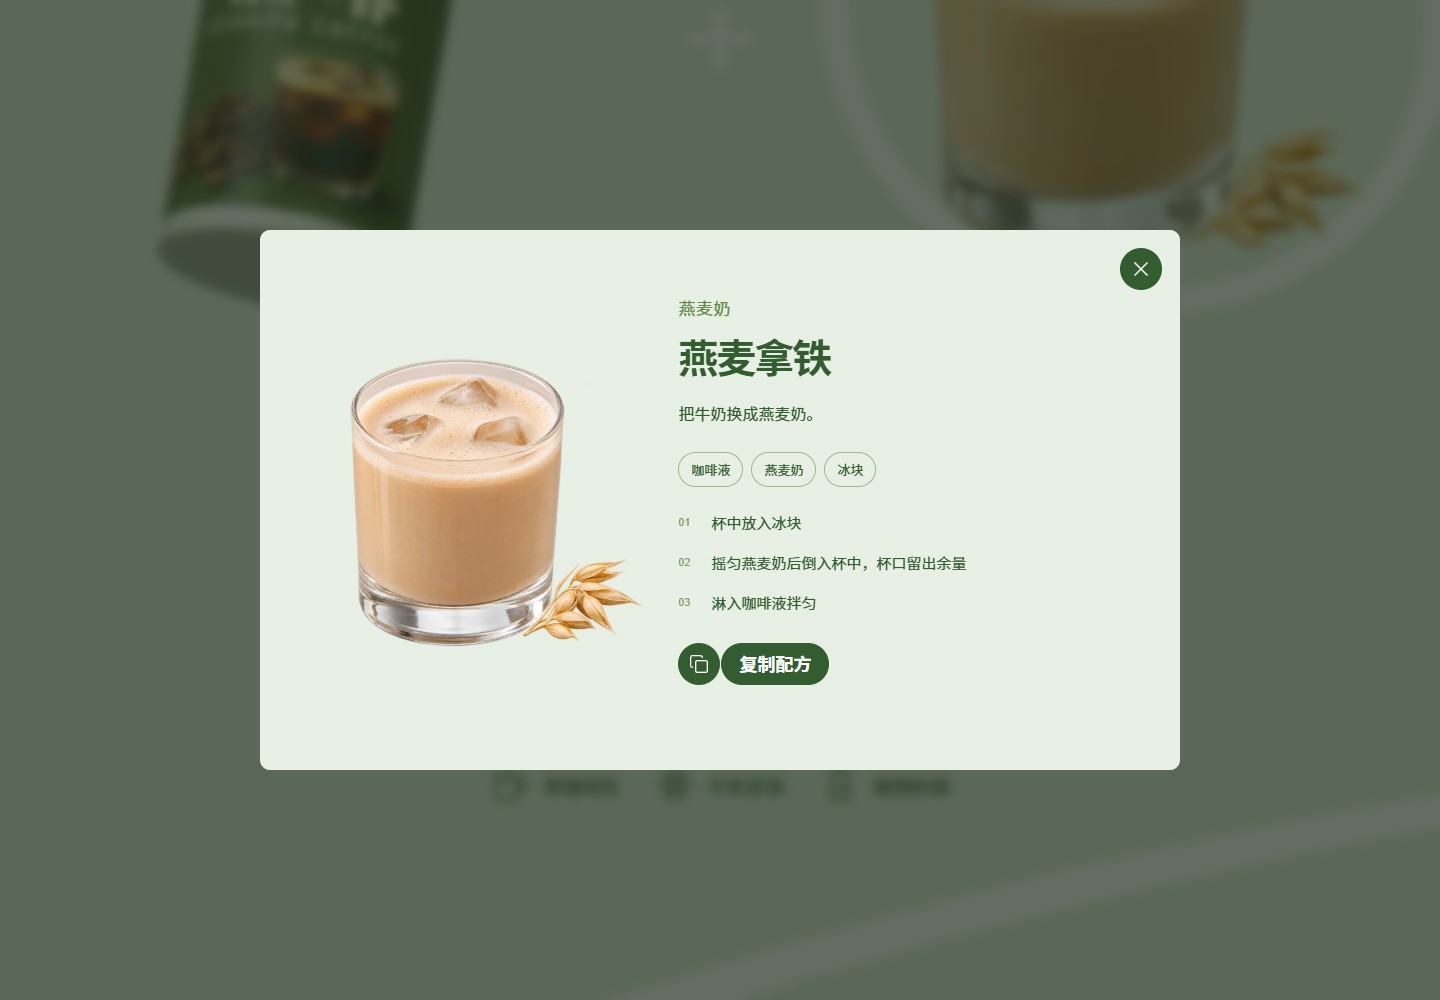 燕麦奶
燕麦拿铁
把牛奶换成燕麦奶。
咖啡液
燕麦奶
冰块
01 杯中放入冰块
02 摇匀燕麦奶后倒入杯中，杯口留出余量
03 淋入咖啡液拌匀
复制配方